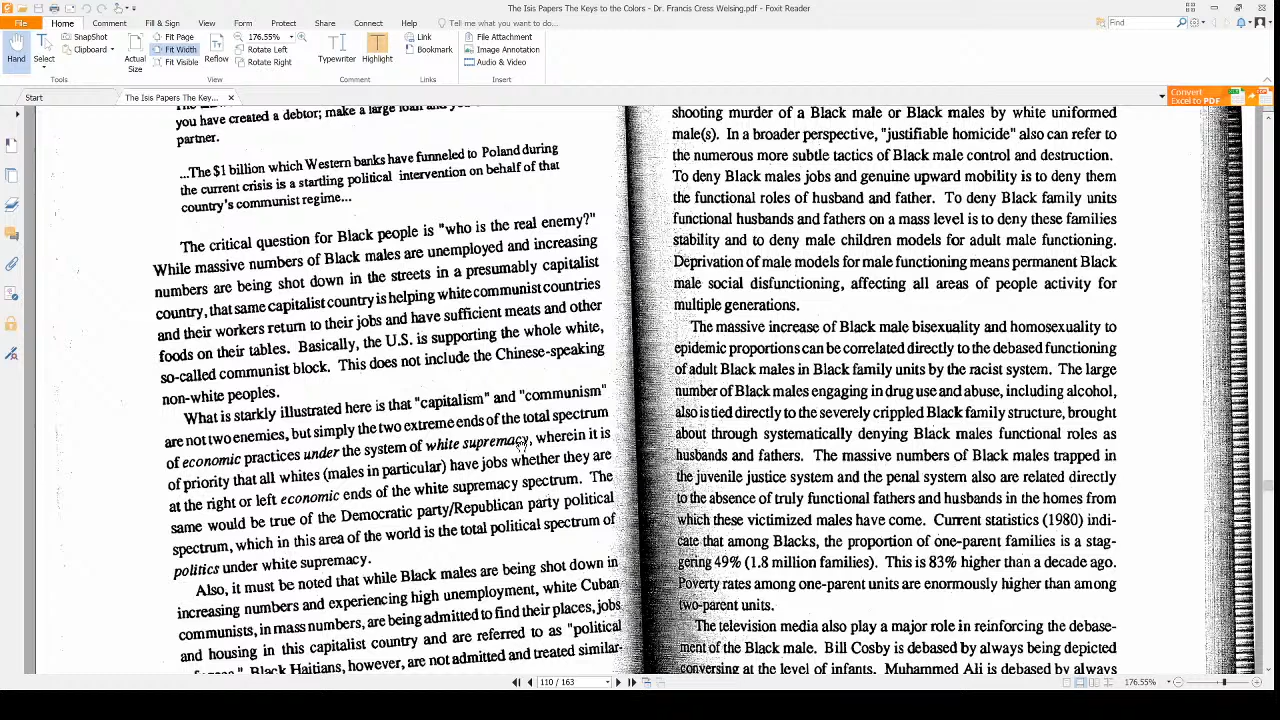 The Isis Papers The Keys to the Colors - Dr. Francis Cress Welsing.pdf - Foxit Reader
File
Home
Comment
Fill & Sign
View
Form
Protect
Share
Connect
Help
Tell me what you want to do...
Find
Hand
Select
SnapShot
Clipboard
Actual
Size
Fit Page
Fit Width
Fit Visible
Reflow
176.55%
Rotate Left
Rotate Right
Typewriter
Highlight
Link
Bookmark
File Attachment
Image Annotation
Audio & Video
Tools
View
Comment
Links
Insert
Start
The Isis Papers The Key...
Convert
Excel to PDF
you have created a debtor; make a large loan and
partner.
...The $1 billion which Western banks have funneled to Poland during
the current crisis is a startling political intervention on behalf of that
country's communist regime...
The critical question for Black people is "who is the real enemy?"
While massive numbers of Black males are unemployed and increasing
numbers are being shot down in the streets in a presumably capitalist
country, that same capitalist country is helping white communist countries
and their workers return to their jobs and have sufficient meats and other
foods on their tables. Basically, the U.S. is supporting the whole white,
so-called communist block. This does not include the Chinese-speaking
non-white peoples.
What is starkly illustrated here is that "capitalism" and "communism"
are not two enemies, but simply the two extreme ends of the total spectrum
of economic practices under the system of white supremacy, wherein it is
of priority that all whites (males in particular) have jobs whether they are
at the right or left economic ends of the white supremacy spectrum. The
same would be true of the Democratic party/Republican party political
spectrum, which in this area of the world is the total political spectrum of
politics under white supremacy.
Also, it must be noted that while Black males are being shot down in
increasing numbers and experiencing high unemployment, white Cuban
communists, in mass numbers, are being admitted to find their places, jobs
and housing in this capitalist country and are referred to as "political
Black Haitians, however, are not admitted and treated similar-
shooting murder of a Black male or Black males by white uniformed
male(s). In a broader perspective, "justifiable homicide" also can refer to
the numerous more subtle tactics of Black male control and destruction.
To deny Black males jobs and genuine upward mobility is to deny them
the functional roles of husband and father. To deny Black family units
functional husbands and fathers on a mass level is to deny these families
stability and to deny male children models for adult male functioning.
Deprivation of male models for male functioning means permanent Black
male social disfunctioning, affecting all areas of people activity for
multiple generations.
The massive increase of Black male bisexuality and homosexuality to
epidemic proportions can be correlated directly to the debased functioning
of adult Black males in Black family units by the racist system. The large
number of Black males engaging in drug use and abuse, including alcohol,
also is tied directly to the severely crippled Black family structure, brought
about through systematically denying Black males functional roles as
husbands and fathers. The massive numbers of Black males trapped in
the juvenile justice system and the penal system also are related directly
to the absence of truly functional fathers and husbands in the homes from
which these victimized males have come. Current statistics (1980) indi-
cate that among Blacks, the proportion of one-parent families is a stag-
gering 49% (1.8 million families). This is 83% higher than a decade ago.
Poverty rates among one-parent units are enormously higher than among
two-parent units.
The television media also play a major role in reinforcing the debase-
ment of the Black male. Bill Cosby is debased by always being depicted
conversing at the level of infants. Muhammed Ali is debased by always
110 / 163
176.55%